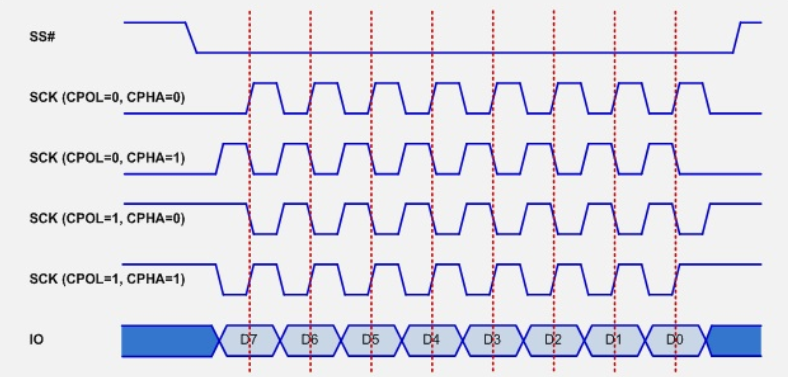 SS#
SCK (CPOL=0, CPHA=0)
SCK (CPOL=0, CPHA=1)
SCK (CPOL=1, CPHA=0)
SCK (CPOL=1, CPHA=1)
IO D7 D6 D5 D4 D3 D2 D1 D0